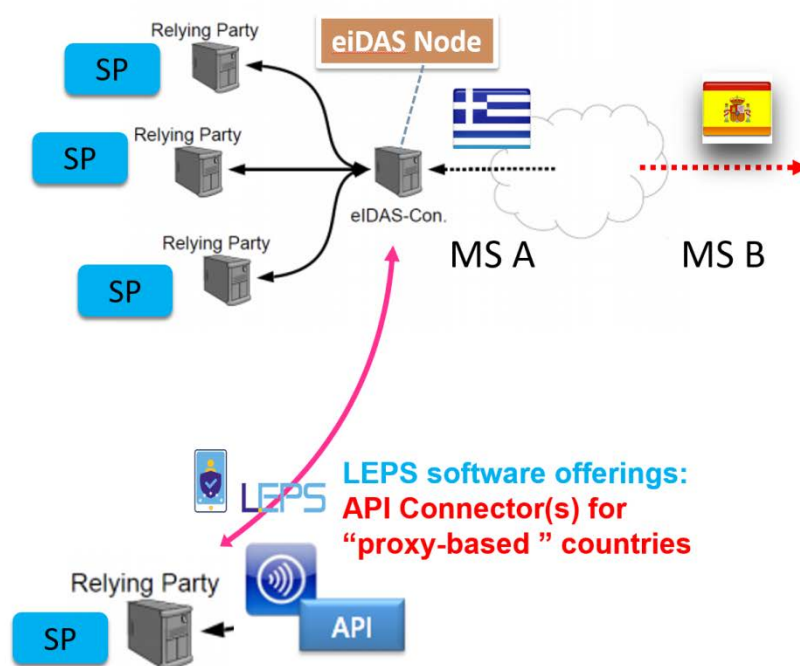 Relying Party
SP
eiDAS Node
Relying Party
SP
eIDAS-Con.
MS A
MS B
Relying Party
SP
LEPS
LEPS software offerings:
API Connector(s) for
“proxy-based ” countries
Relying Party
SP
API